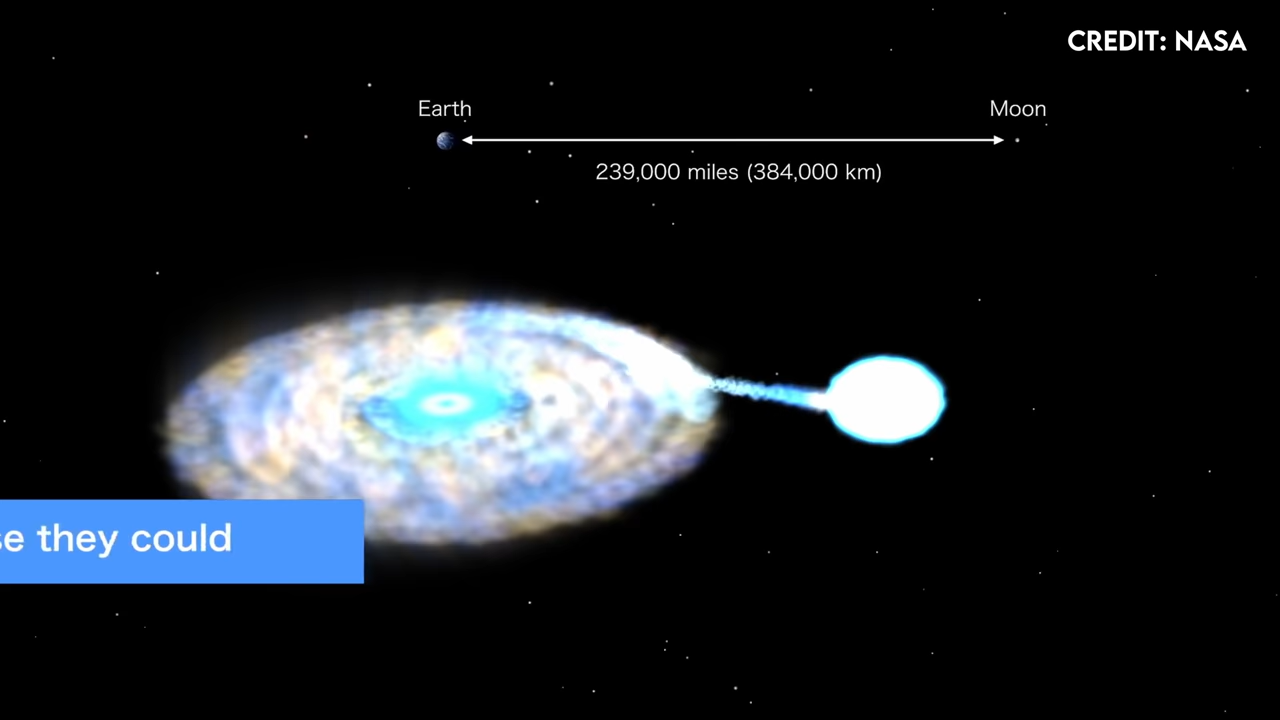 CREDIT: NASA
Earth
Moon
239,000 miles (384,000 km)
they could